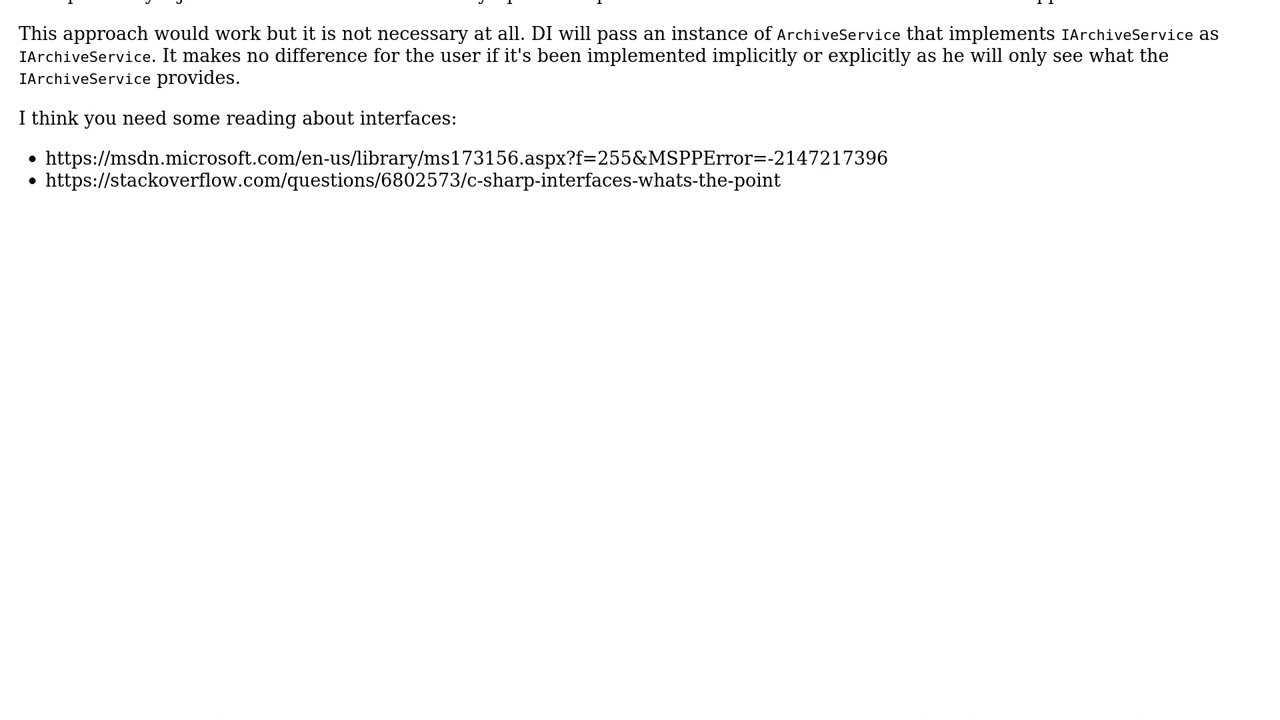 This approach would work but it is not necessary at all. DI will pass an instance of ArchiveService that implements IArchiveService as
IArchiveService. It makes no difference for the user if it's been implemented implicitly or explicitly as he will only see what the
IArchiveService provides.
I think you need some reading about interfaces:
• https://msdn.microsoft.com/en-us/library/ms173156.aspx?f=255&MSPPError=-2147217396
• https://stackoverflow.com/questions/6802573/c-sharp-interfaces-whats-the-point